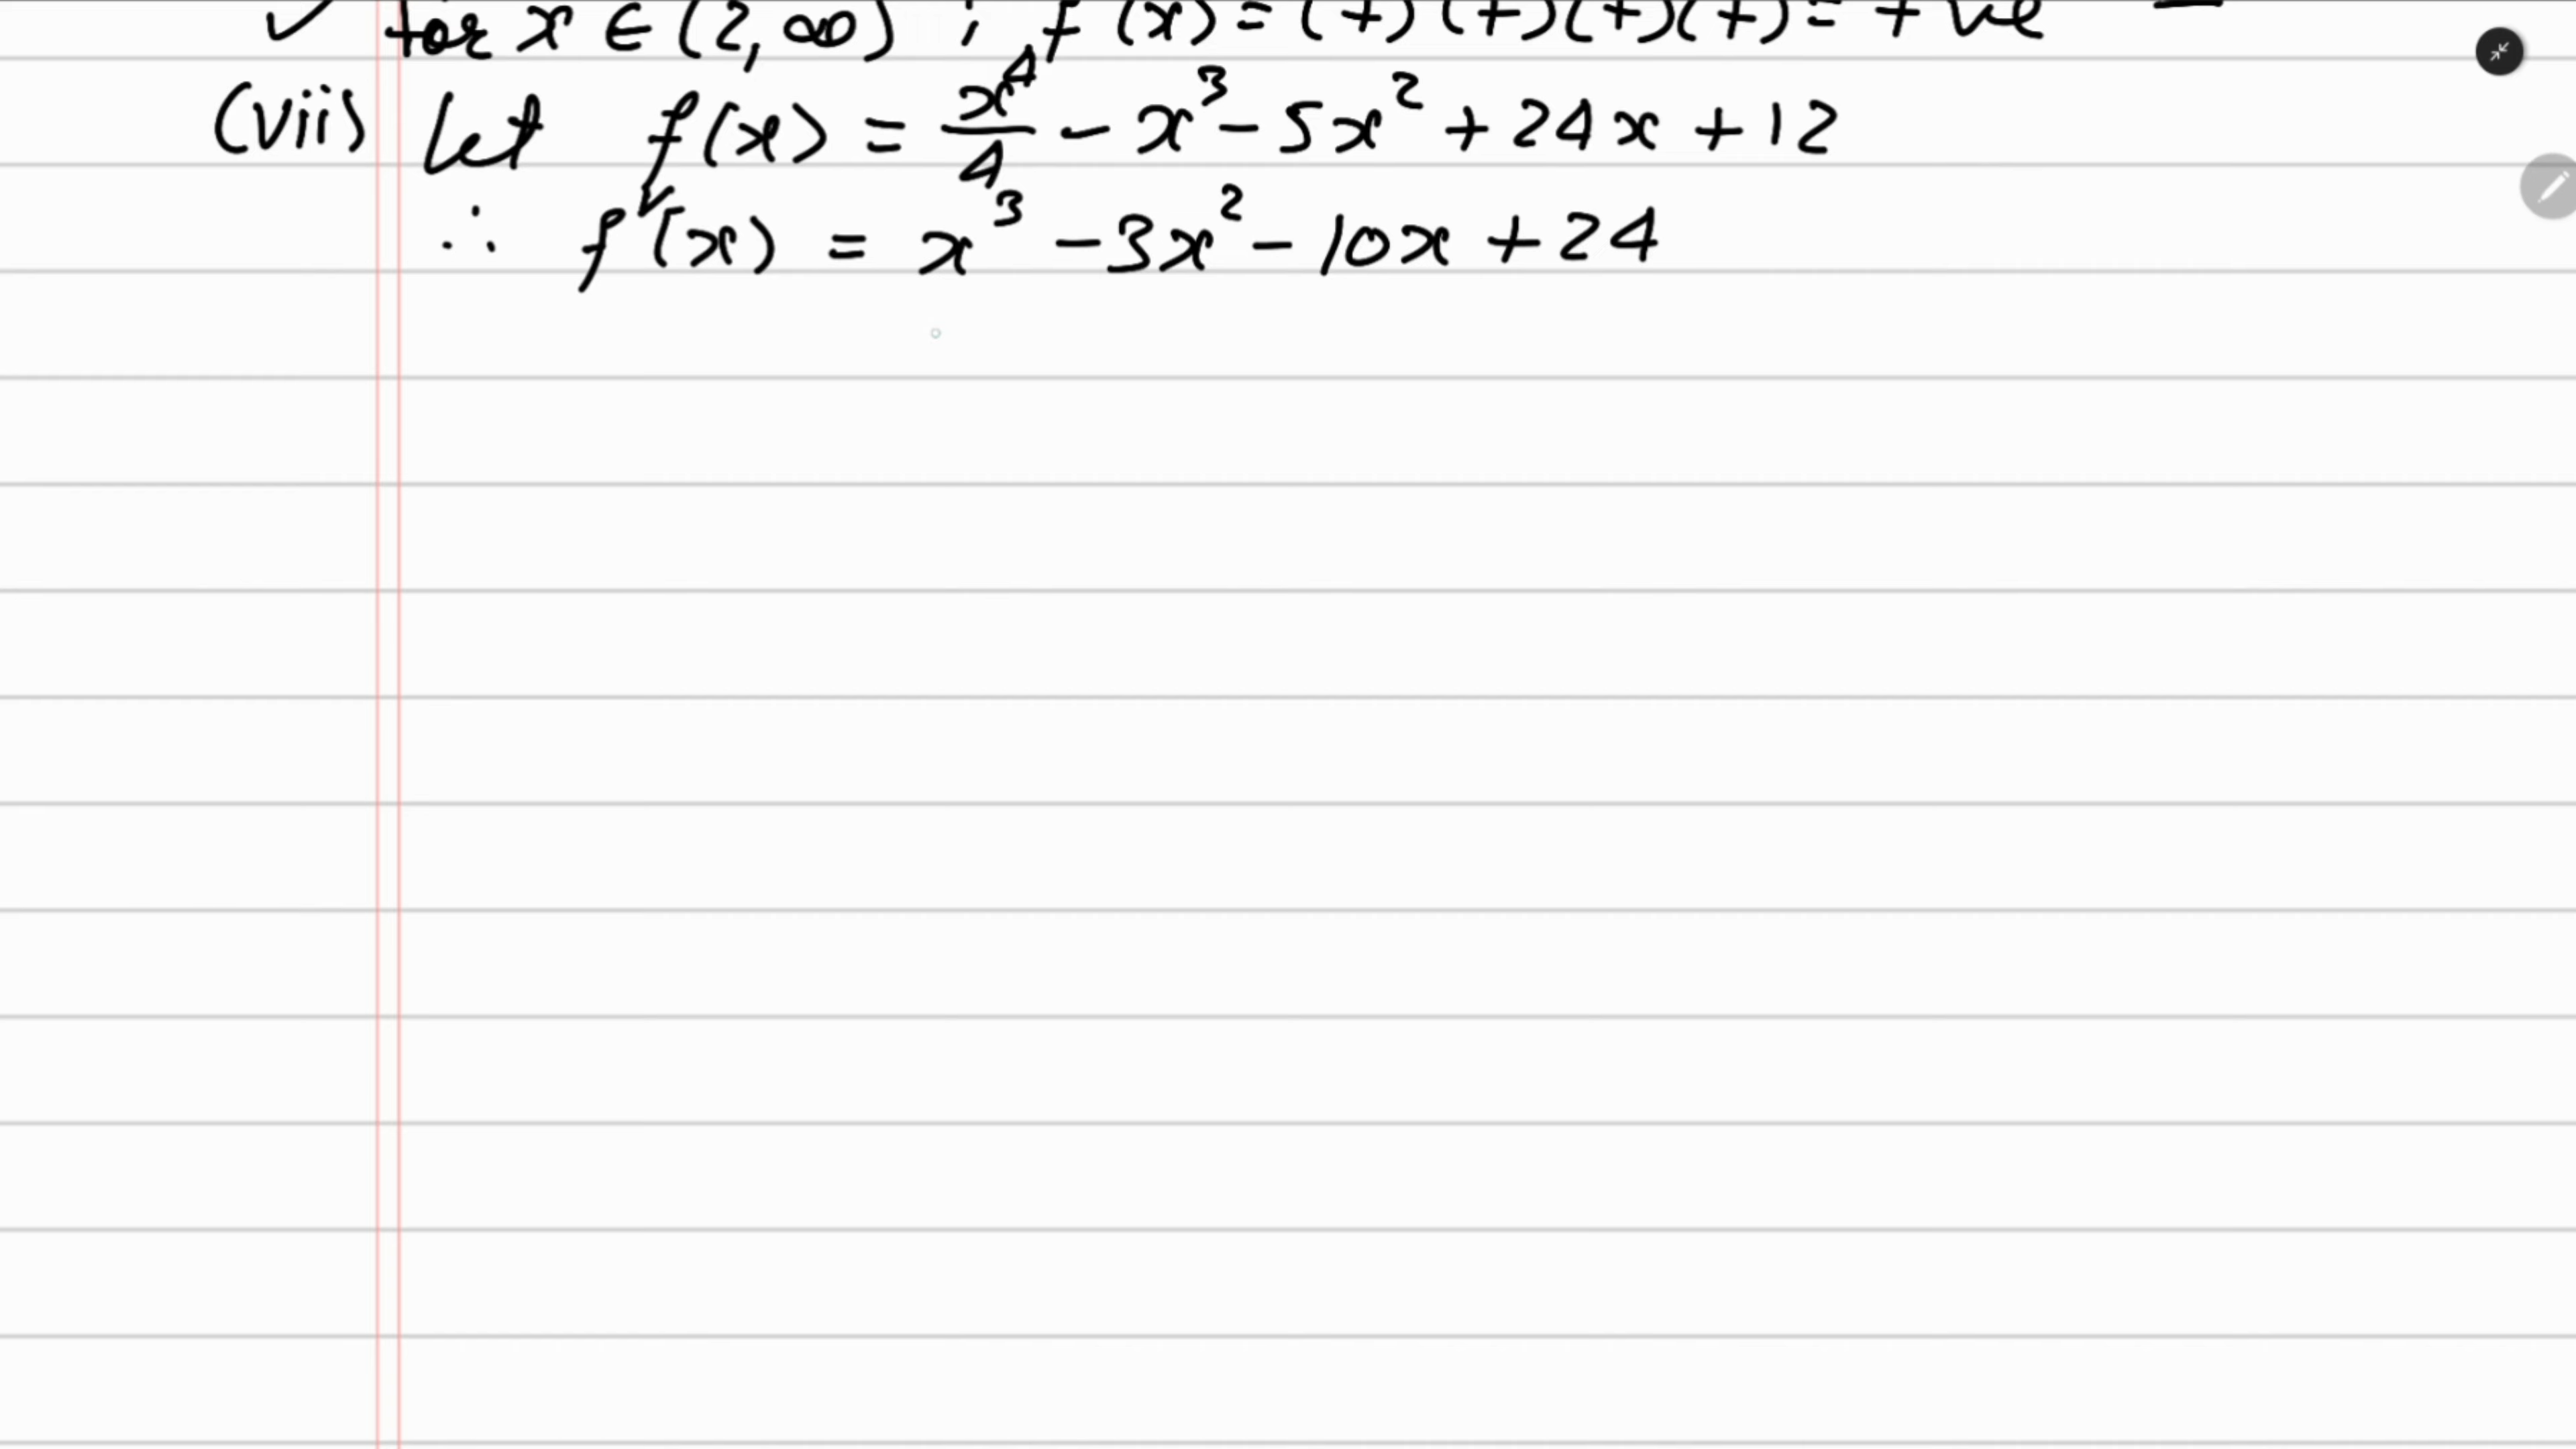 ✓ for x ∈ (2, ∞) ; f'(x) = (+)(+)(+)(+) = +ve —
(vii) Let f(x) = x⁴/4 - x³ - 5x² + 24x + 12
∴ f'(x) = x³ - 3x² - 10x + 24